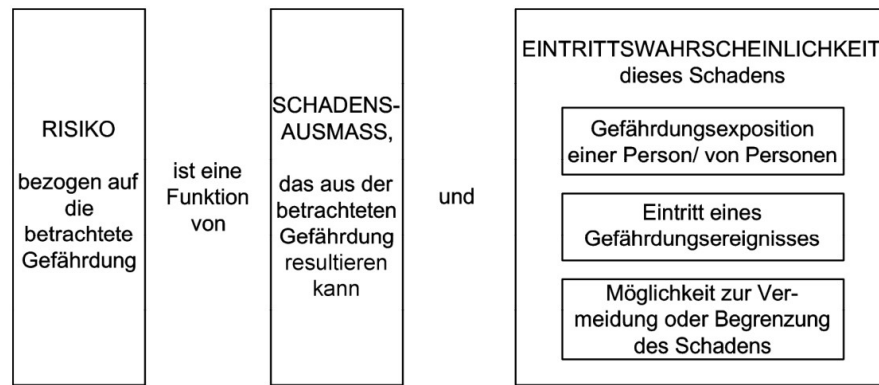 RISIKO
bezogen auf
die
betrachtete
Gefährdung
ist eine
Funktion
von
SCHADENS-
AUSMASS,
das aus der
betrachteten
Gefährdung
resultieren
kann
und
EINTRITTSWAHRSCHEINLICHKEIT
dieses Schadens
Gefährdungsexposition
einer Person/ von Personen
Eintritt eines
Gefährdungsereignisses
Möglichkeit zur Ver-
meidung oder Begrenzung
des Schadens